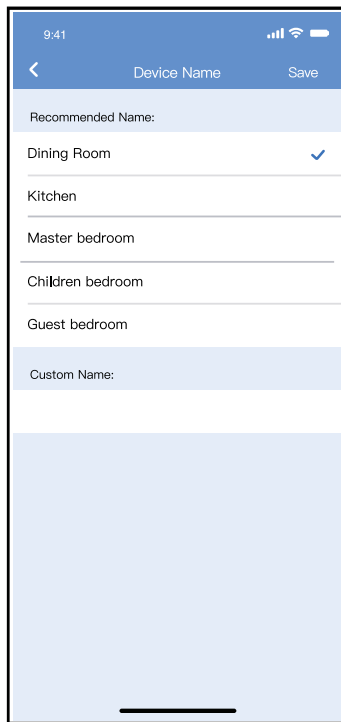 9:41
Device Name Save
Recommended Name:
Dining Room
Kitchen
Master bedroom
Children bedroom
Guest bedroom
Custom Name: